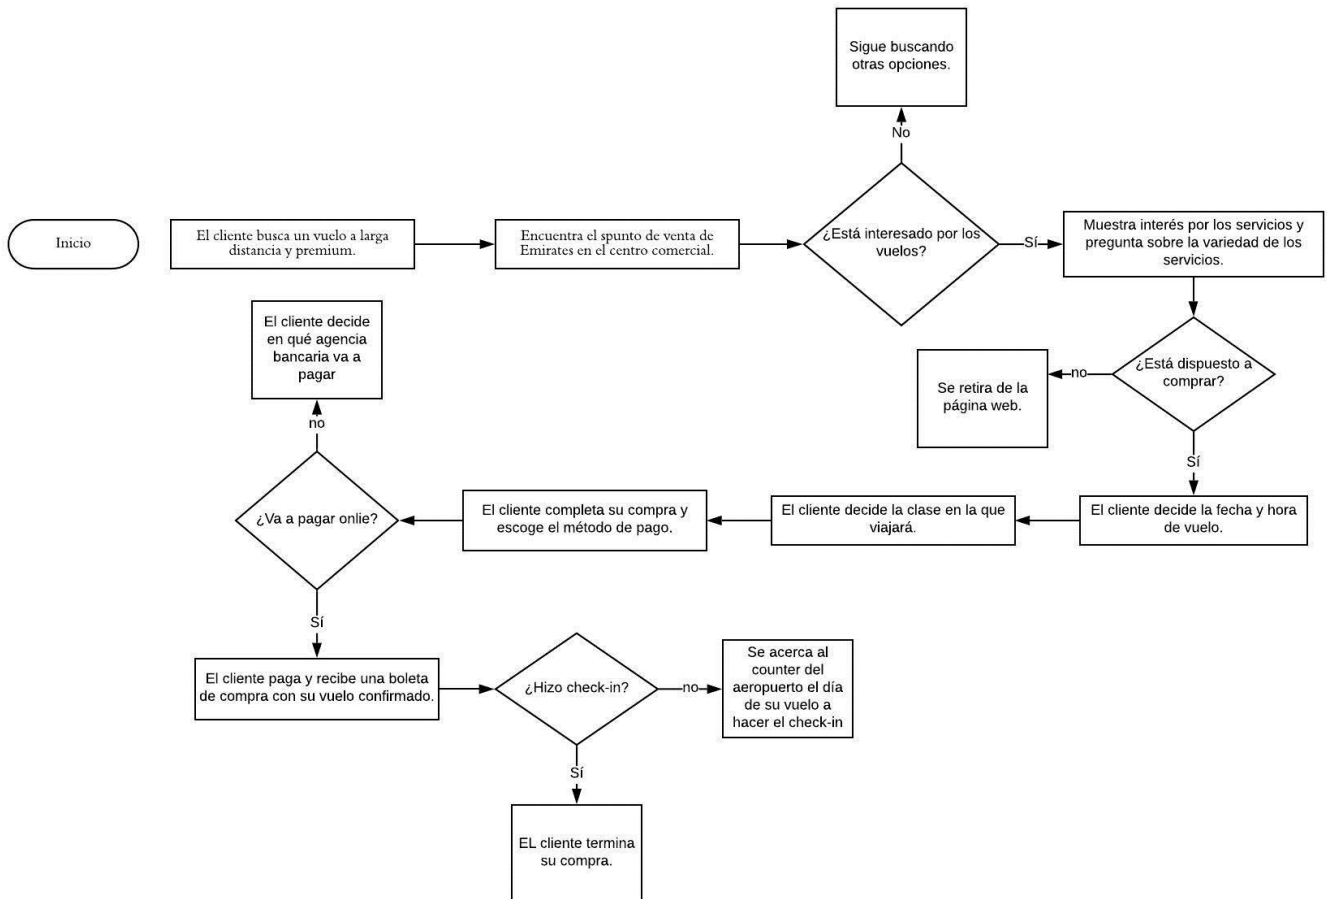 Sigue buscando
otras opciones.
No
Inicio
El cliente busca un vuelo a larga
distancia y premium.
Encuentra el spunto de venta de
Emirates en el centro comercial.
¿Está interesado por los
vuelos?
Sí
Muestra interés por los servicios y
pregunta sobre la variedad de los
servicios.
El cliente decide
en qué agencia
bancaria va a
pagar
no
Se retira de la
página web.
no
¿Está dispuesto a
comprar?
Sí
¿Va a pagar onlie?
El cliente completa su compra y
escoge el método de pago.
El cliente decide la clase en la que
viajará.
El cliente decide la fecha y hora
de vuelo.
Sí
El cliente paga y recibe una boleta
de compra con su vuelo confirmado.
¿Hizo check-in?
no
Se acerca al
counter del
aeropuerto el día
de su vuelo a
hacer el check-in
Sí
EL cliente termina
su compra.